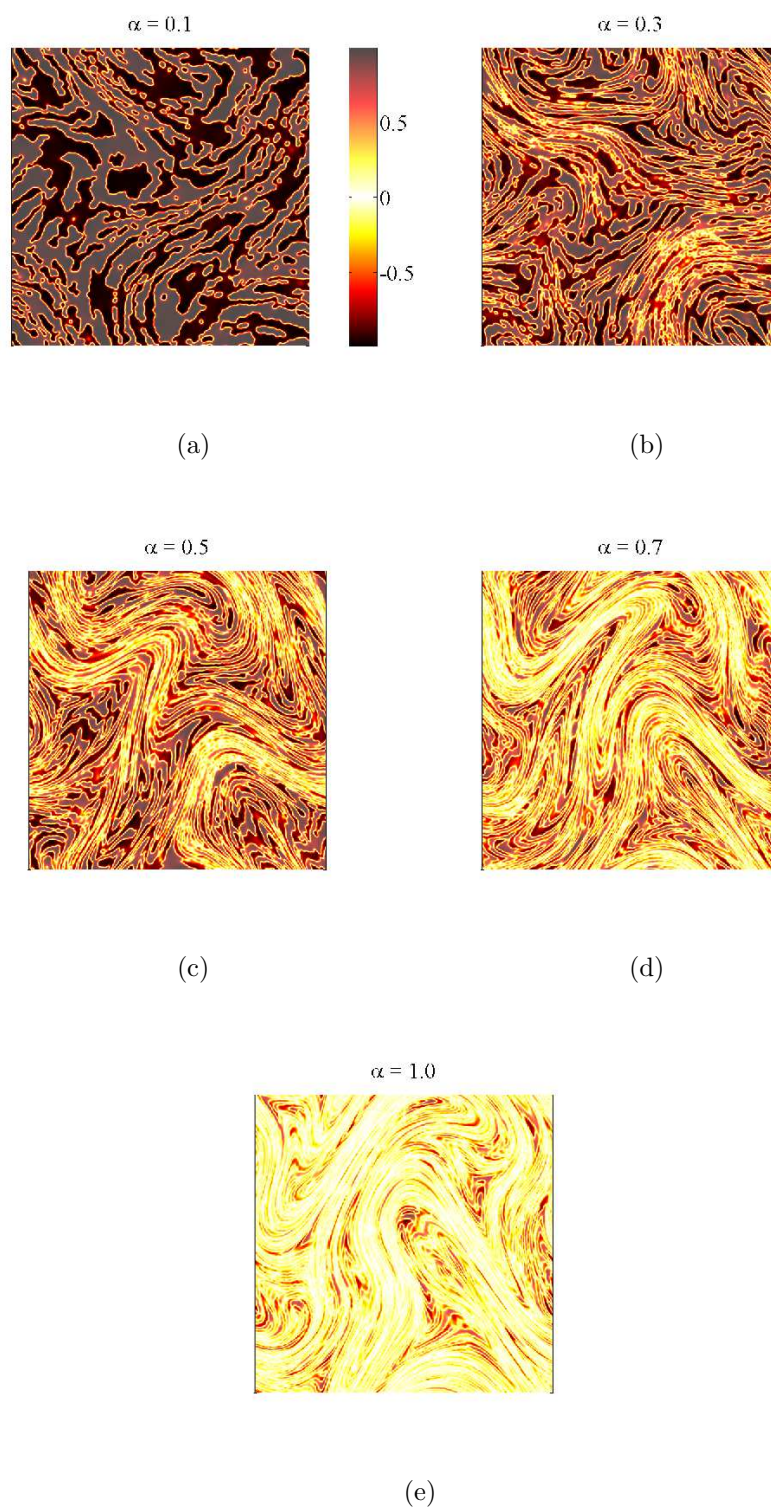 α = 0.1
α = 0.3
0.5
0
-0.5
(a)
(b)
α = 0.5
α = 0.7
(c)
(d)
α = 1.0
(e)